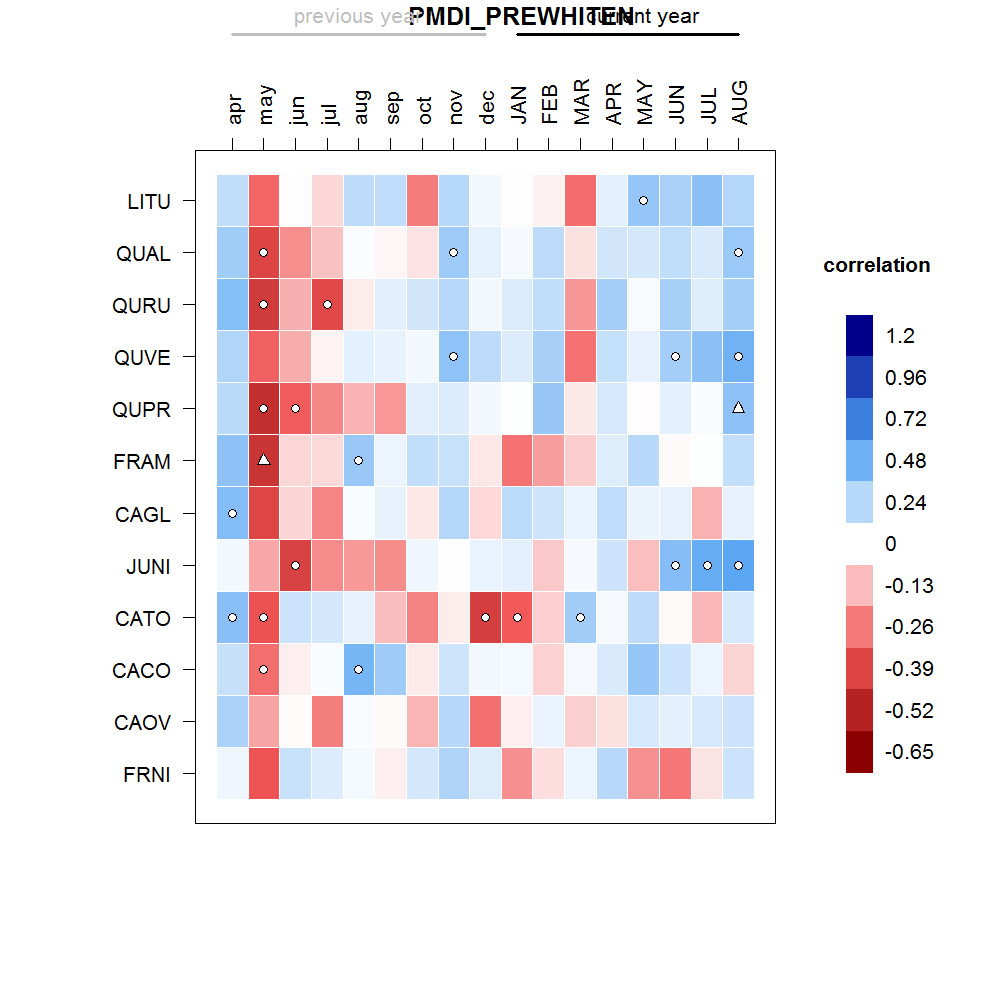 previous year
PMDI_PREWHITEN
current year
apr may jun jul aug sep oct nov dec JAN FEB MAR APR MAY JUN JUL AUG
LITU
QUAL
QURU
QUVE
QUPR
FRAM
CAGL
JUNI
CATO
CACO
CAOV
FRNI
correlation
1.2
0.96
0.72
0.48
0.24
0
-0.13
-0.26
-0.39
-0.52
-0.65